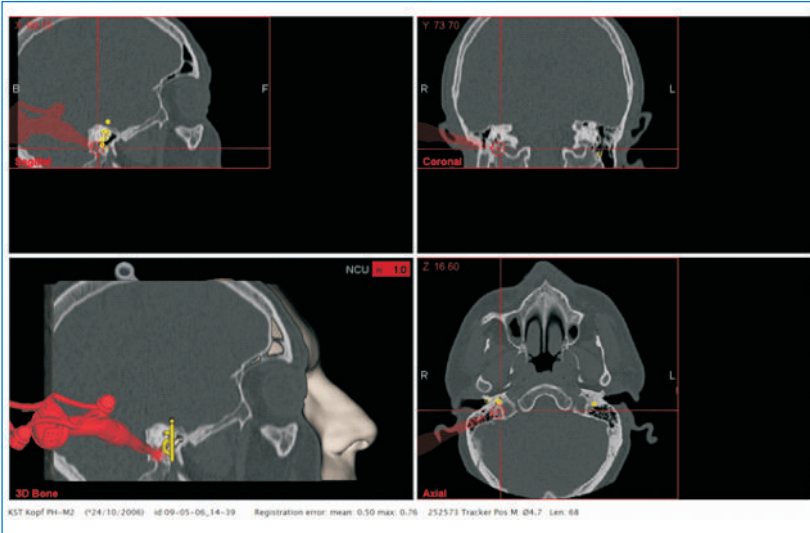 B
F
Sagittal
Y: 73.70
R
L
Coronal
NCU
1.0
3D Bone
Z 16.60
R
L
Axial
KST Kopf PH-M2 (*24/10/2006) id 09-05-06_14-39 Registration error: mean: 0.50 max: 0.76 252573 Tracker Pos M: Ø4.7 Len: 68